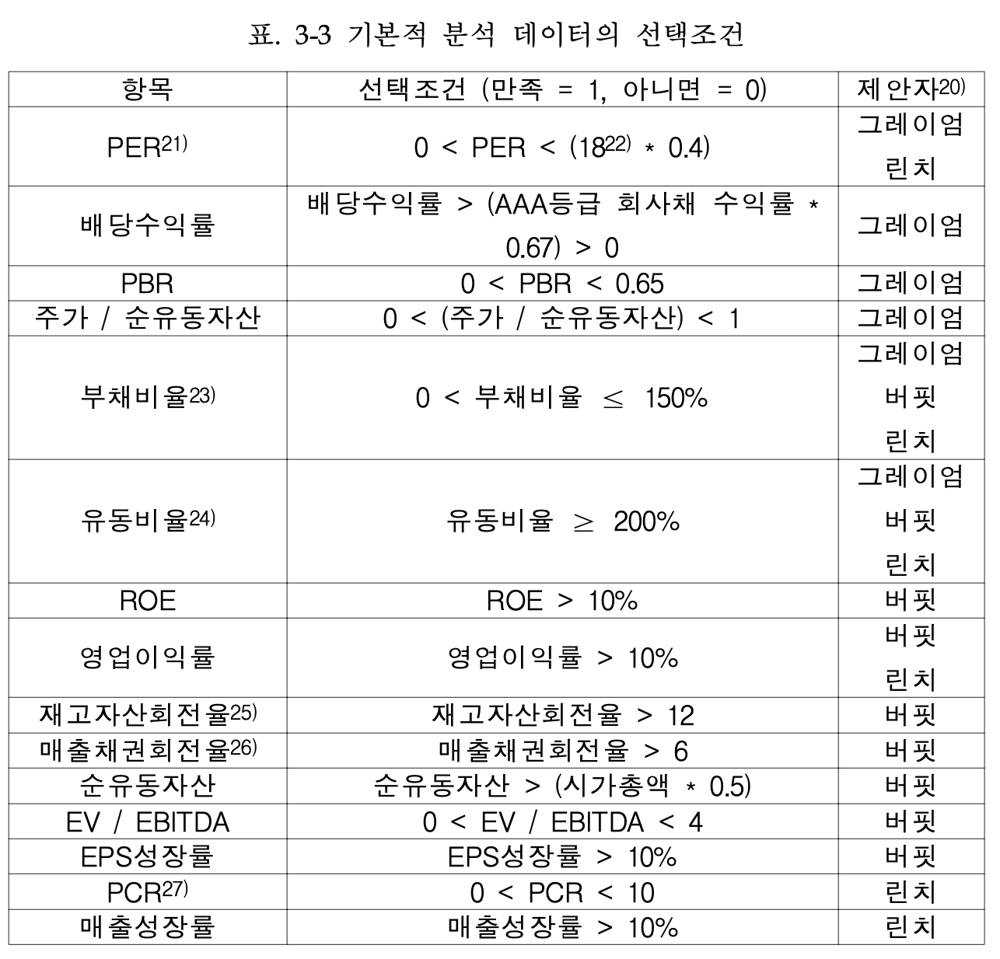 표. 3-3 기본적 분석 데이터의 선택조건
항목 선택조건 (만족 = 1, 아니면 = 0) 제안자20)
PER21) 0 < PER < (1822) * 0.4) 그레이엄
린치
배당수익률 배당수익률 > (AAA등급 회사채 수익률 * 그레이엄
0.67) > 0
PBR 0 < PBR < 0.65 그레이엄
주가 / 순유동자산 0 < (주가 / 순유동자산) < 1 그레이엄
부채비율23) 0 < 부채비율 ≤ 150% 그레이엄
버핏
린치
유동비율24) 유동비율 ≥ 200% 그레이엄
버핏
린치
ROE ROE > 10% 버핏
영업이익률 영업이익률 > 10% 버핏
린치
재고자산회전율25) 재고자산회전율 > 12 버핏
매출채권회전율26) 매출채권회전율 > 6 버핏
순유동자산 순유동자산 > (시가총액 * 0.5) 버핏
EV / EBITDA 0 < EV / EBITDA < 4 버핏
EPS성장률 EPS성장률 > 10% 버핏
PCR27) 0 < PCR < 10 린치
매출성장률 매출성장률 > 10% 린치